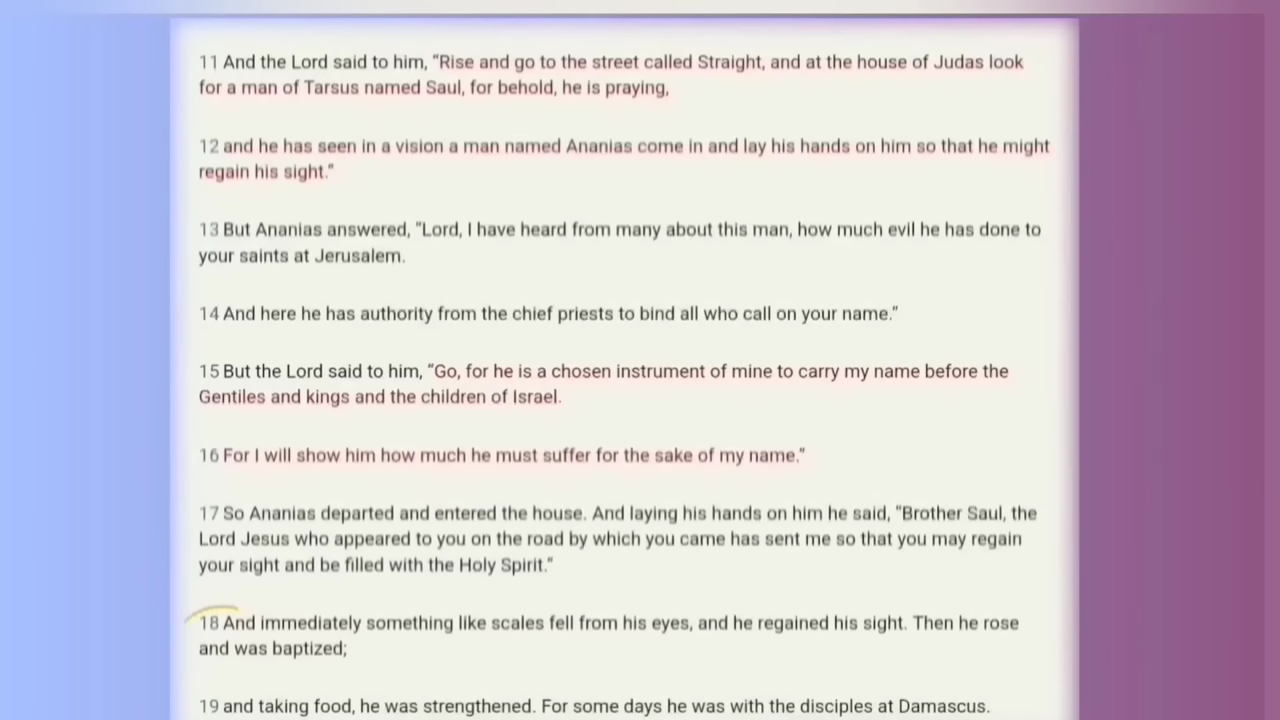 11 And the Lord said to him, “Rise and go to the street called Straight, and at the house of Judas look
for a man of Tarsus named Saul, for behold, he is praying,
12 and he has seen in a vision a man named Ananias come in and lay his hands on him so that he might
regain his sight.”
13 But Ananias answered, “Lord, I have heard from many about this man, how much evil he has done to
your saints at Jerusalem.
14 And here he has authority from the chief priests to bind all who call on your name.”
15 But the Lord said to him, “Go, for he is a chosen instrument of mine to carry my name before the
Gentiles and kings and the children of Israel.
16 For I will show him how much he must suffer for the sake of my name.”
17 So Ananias departed and entered the house. And laying his hands on him he said, “Brother Saul, the
Lord Jesus who appeared to you on the road by which you came has sent me so that you may regain
your sight and be filled with the Holy Spirit.”
18 And immediately something like scales fell from his eyes, and he regained his sight. Then he rose
and was baptized;
19 and taking food, he was strengthened. For some days he was with the disciples at Damascus.